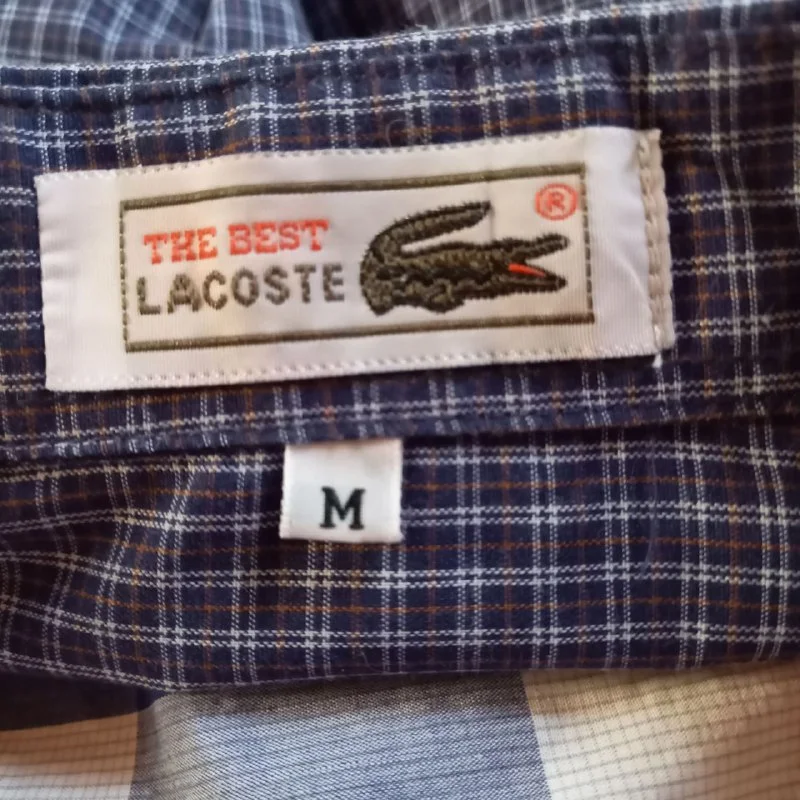 THE BEST
LACOSTE
®
M